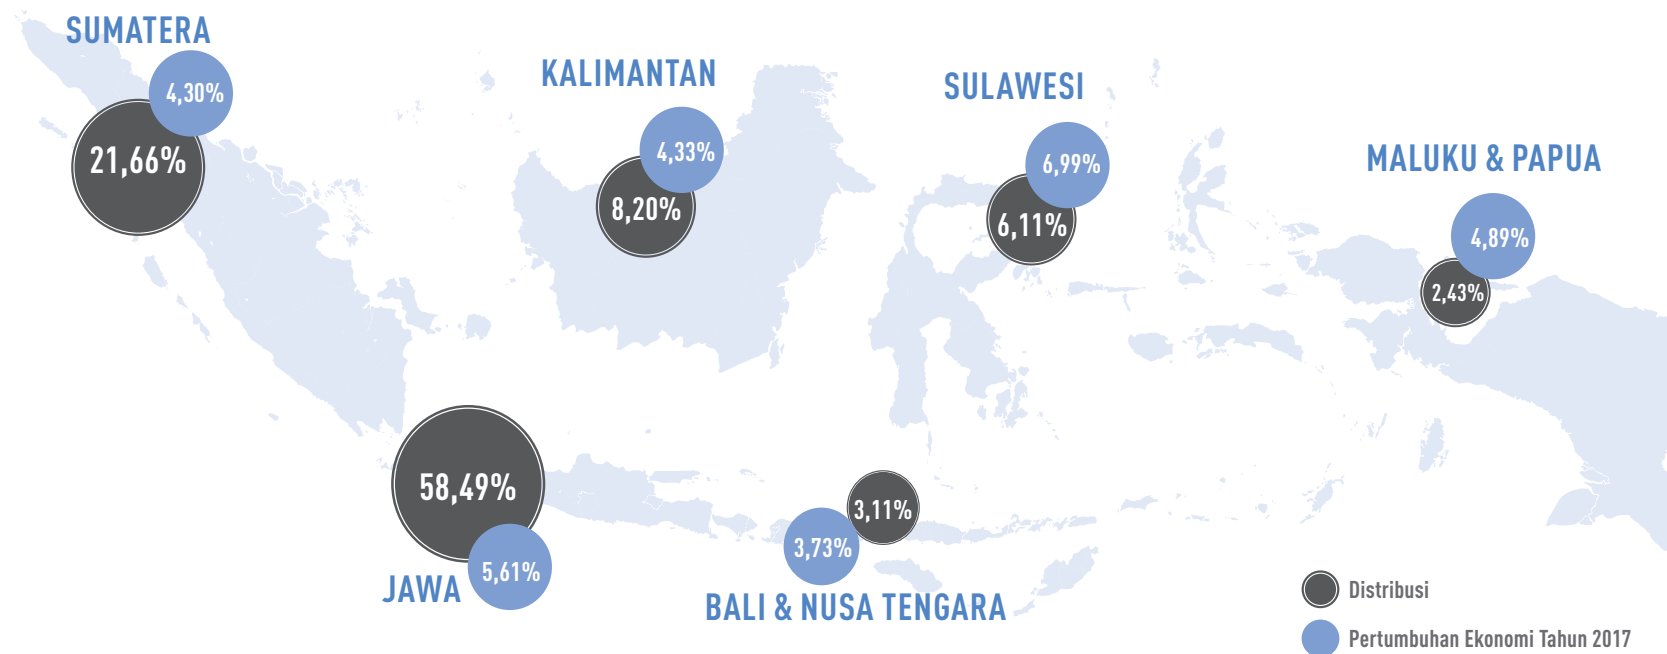 SUMATERA
4,30%
21,66%
KALIMANTAN
4,33%
8,20%
SULAWESI
6,99%
6,11%
MALUKU & PAPUA
4,89%
2,43%
58,49%
5,61%
JAWA
3,11%
3,73%
BALI & NUSA TENGARA
Distribusi
Pertumbuhan Ekonomi Tahun 2017